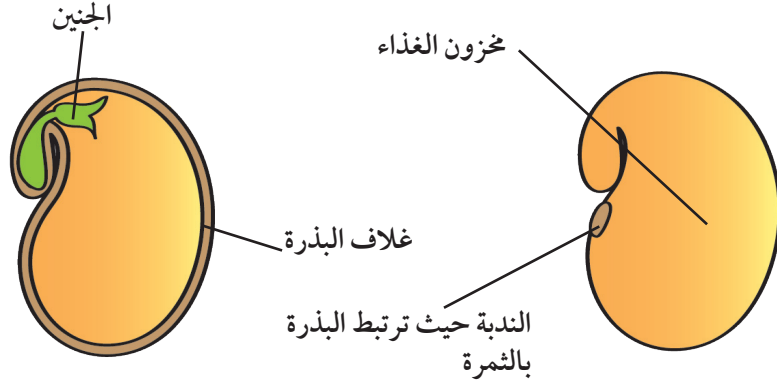 الجنين
مخزون الغذاء
غلاف البذرة
الندبة حيث ترتبط البذرة
بالثمرة